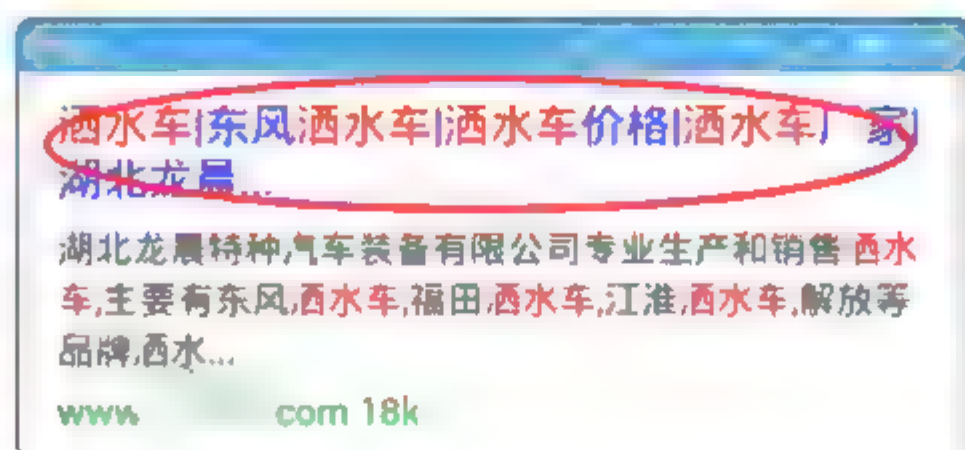 洒水车|东风洒水车|洒水车价格|洒水车厂家|
湖北龙晨...
湖北龙晨特种汽车装备有限公司专业生产和销售洒水
车,主要有东风,洒水车,福田,洒水车,江淮,洒水车,解放等
品牌,洒水...
www. com 18k